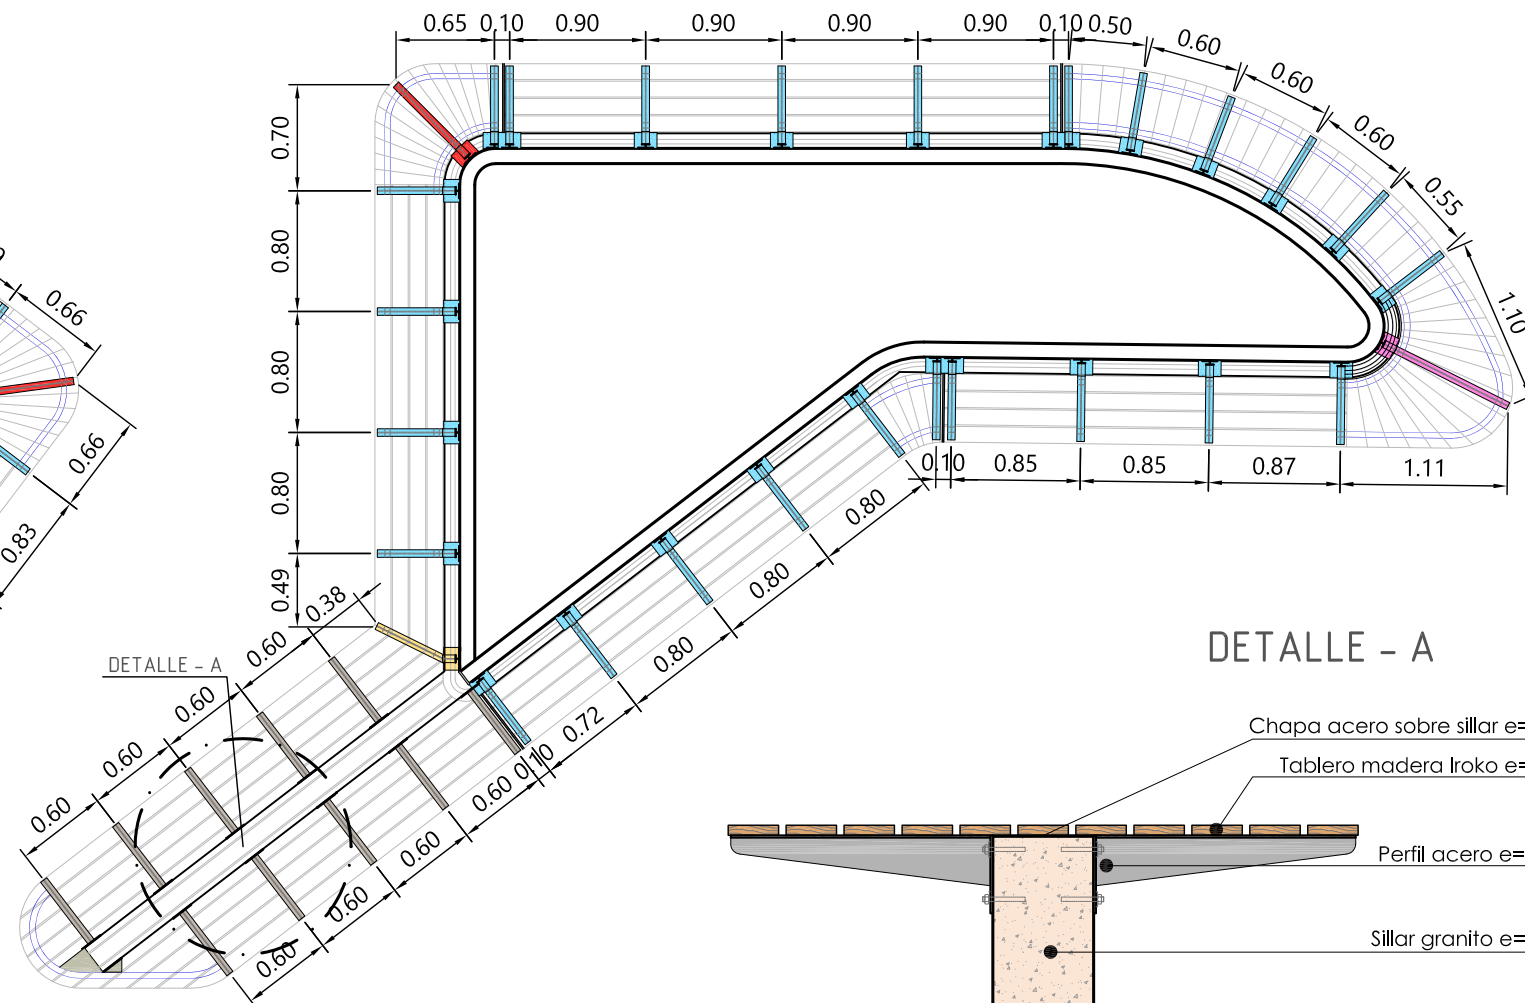 0.65 0.10 0.90 0.90 0.90 0.90 0.10 0.50 0.60 0.60 0.60 0.55 1.10
0.70
0.80
0.80
0.80
0.49
0.66
0.66
0.83
0.10 0.85 0.85 0.87 1.11
0.38
0.60
0.60
0.60
0.60
0.80
0.80
0.80
0.72
0.10
0.60
0.60
0.60
0.60
DETALLE - A
DETALLE - A
Chapa acero sobre sillar e=
Tablero madera Iroko e=
Perfil acero e=
Sillar granito e=